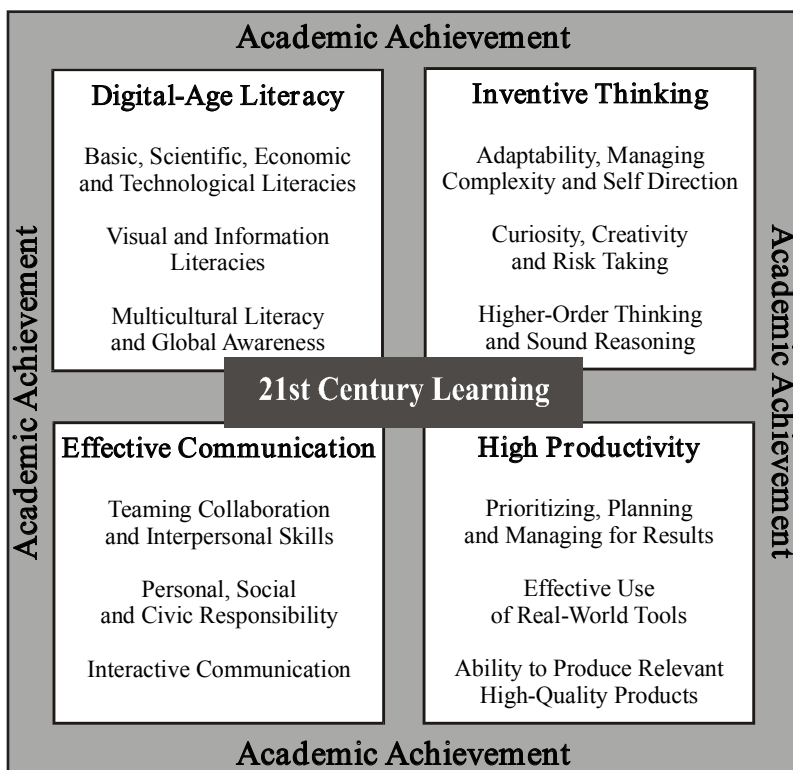 Academic Achievement
Digital-Age Literacy
Basic, Scientific, Economic
and Technological Literacies
Visual and Information
Literacies
Multicultural Literacy
and Global Awareness
Inventive Thinking
Adaptability, Managing
Complexity and Self Direction
Curiosity, Creativity
and Risk Taking
Higher-Order Thinking
and Sound Reasoning
Academic Achievement
Academic Achievement
21st Century Learning
Effective Communication
Teaming Collaboration
and Interpersonal Skills
Personal, Social
and Civic Responsibility
Interactive Communication
High Productivity
Prioritizing, Planning
and Managing for Results
Effective Use
of Real-World Tools
Ability to Produce Relevant
High-Quality Products
Academic Achievement